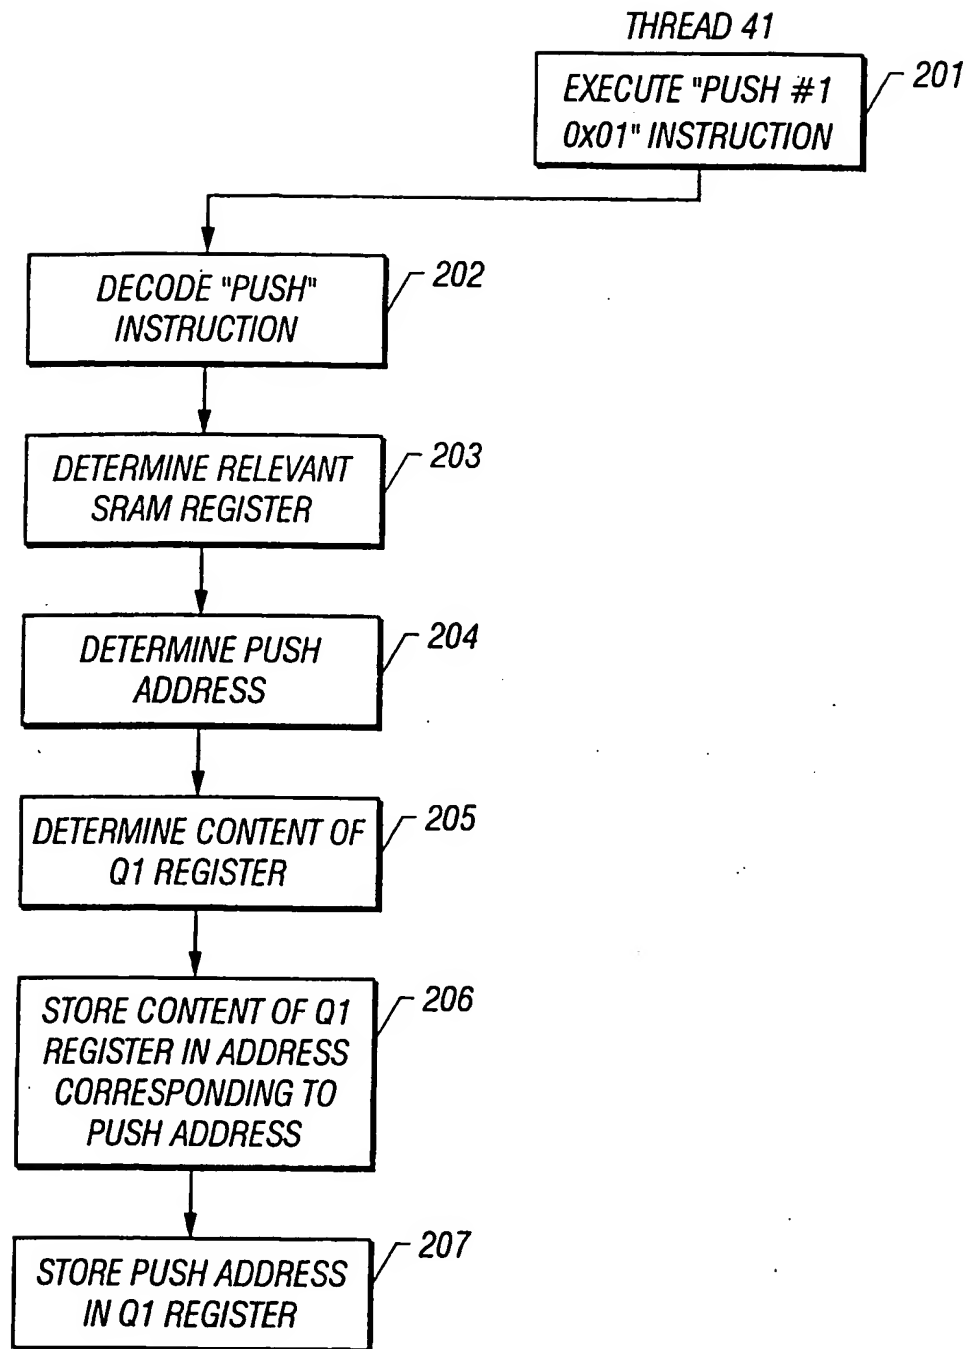 THREAD 41
EXECUTE "PUSH #1
0x01" INSTRUCTION
201
DECODE "PUSH"
INSTRUCTION
202
DETERMINE RELEVANT
SRAM REGISTER
203
DETERMINE PUSH
ADDRESS
204
DETERMINE CONTENT OF
Q1 REGISTER
205
STORE CONTENT OF Q1
REGISTER IN ADDRESS
CORRESPONDING TO
PUSH ADDRESS
206
STORE PUSH ADDRESS
IN Q1 REGISTER
207